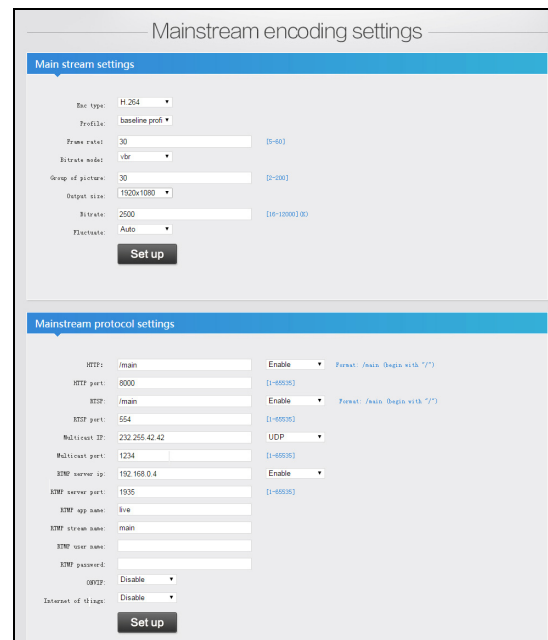 Mainstream encoding settings
Main stream settings
Enc type: H.264
Profile: baseline profi
Frame rate: 30 [5-60]
Bitrate mode: vbr
Group of picture: 30 [2-200]
Output size: 1920x1080
Bitrate: 2500 [16-12000](K)
Fluctuate: Auto
Set up
Mainstream protocol settings
HTTP: /main Enable Format: /main (begin with "/")
HTTP port: 8000 [1-65535]
RTSP: /main Enable Format: /main (begin with "/")
RTSP port: 554 [1-65535]
Multicast IP: 232.255.42.42 UDP
Multicast port: 1234 [1-65535]
RTMP server ip: 192.168.0.4 Enable
RTMP server port: 1935 [1-65535]
RTMP app name: live
RTMP stream name: main
RTMP user name:
RTMP password:
ONVIF: Disable
Internet of things: Disable
Set up